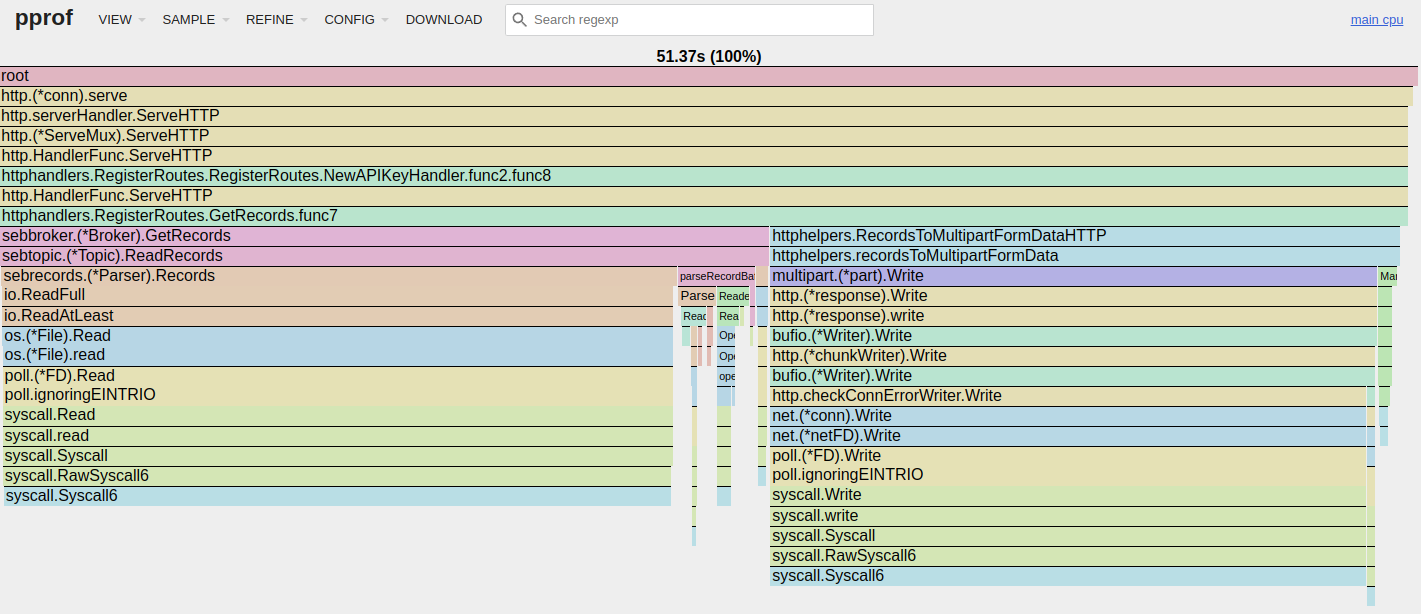 pprof VIEW SAMPLE REFINE CONFIG DOWNLOAD Search regexp main cpu
51.37s (100%)
root
http.(*conn).serve
http.serverHandler.ServeHTTP
http.(*ServeMux).ServeHTTP
http.HandlerFunc.ServeHTTP
httphandlers.RegisterRoutes.RegisterRoutes.NewAPIKeyHandler.func2.func8
http.HandlerFunc.ServeHTTP
httphandlers.RegisterRoutes.GetRecords.func7
sebbroker.(*Broker).GetRecords httphelpers.RecordsToMultipartFormDataHTTP
sebtopic.(*Topic).ReadRecords httphelpers.recordsToMultipartFormData
sebrecords.(*Parser).Records parseRecordBa multipart.(*part).Write Mar
io.ReadFull Parse Reade http.(*response).Write
io.ReadAtLeast Read Rea http.(*response).write
os.(*File).Read Ope bufio.(*Writer).Write
os.(*File).read Ope http.(*chunkWriter).Write
poll.(*FD).Read ope bufio.(*Writer).Write
poll.ignoringEINTRIO http.checkConnErrorWriter.Write
syscall.Read net.(*conn).Write
syscall.read net.(*netFD).Write
syscall.Syscall poll.(*FD).Write
syscall.RawSyscall6 poll.ignoringEINTRIO
syscall.Syscall6 syscall.Write
syscall.write
syscall.Syscall
syscall.RawSyscall6
syscall.Syscall6